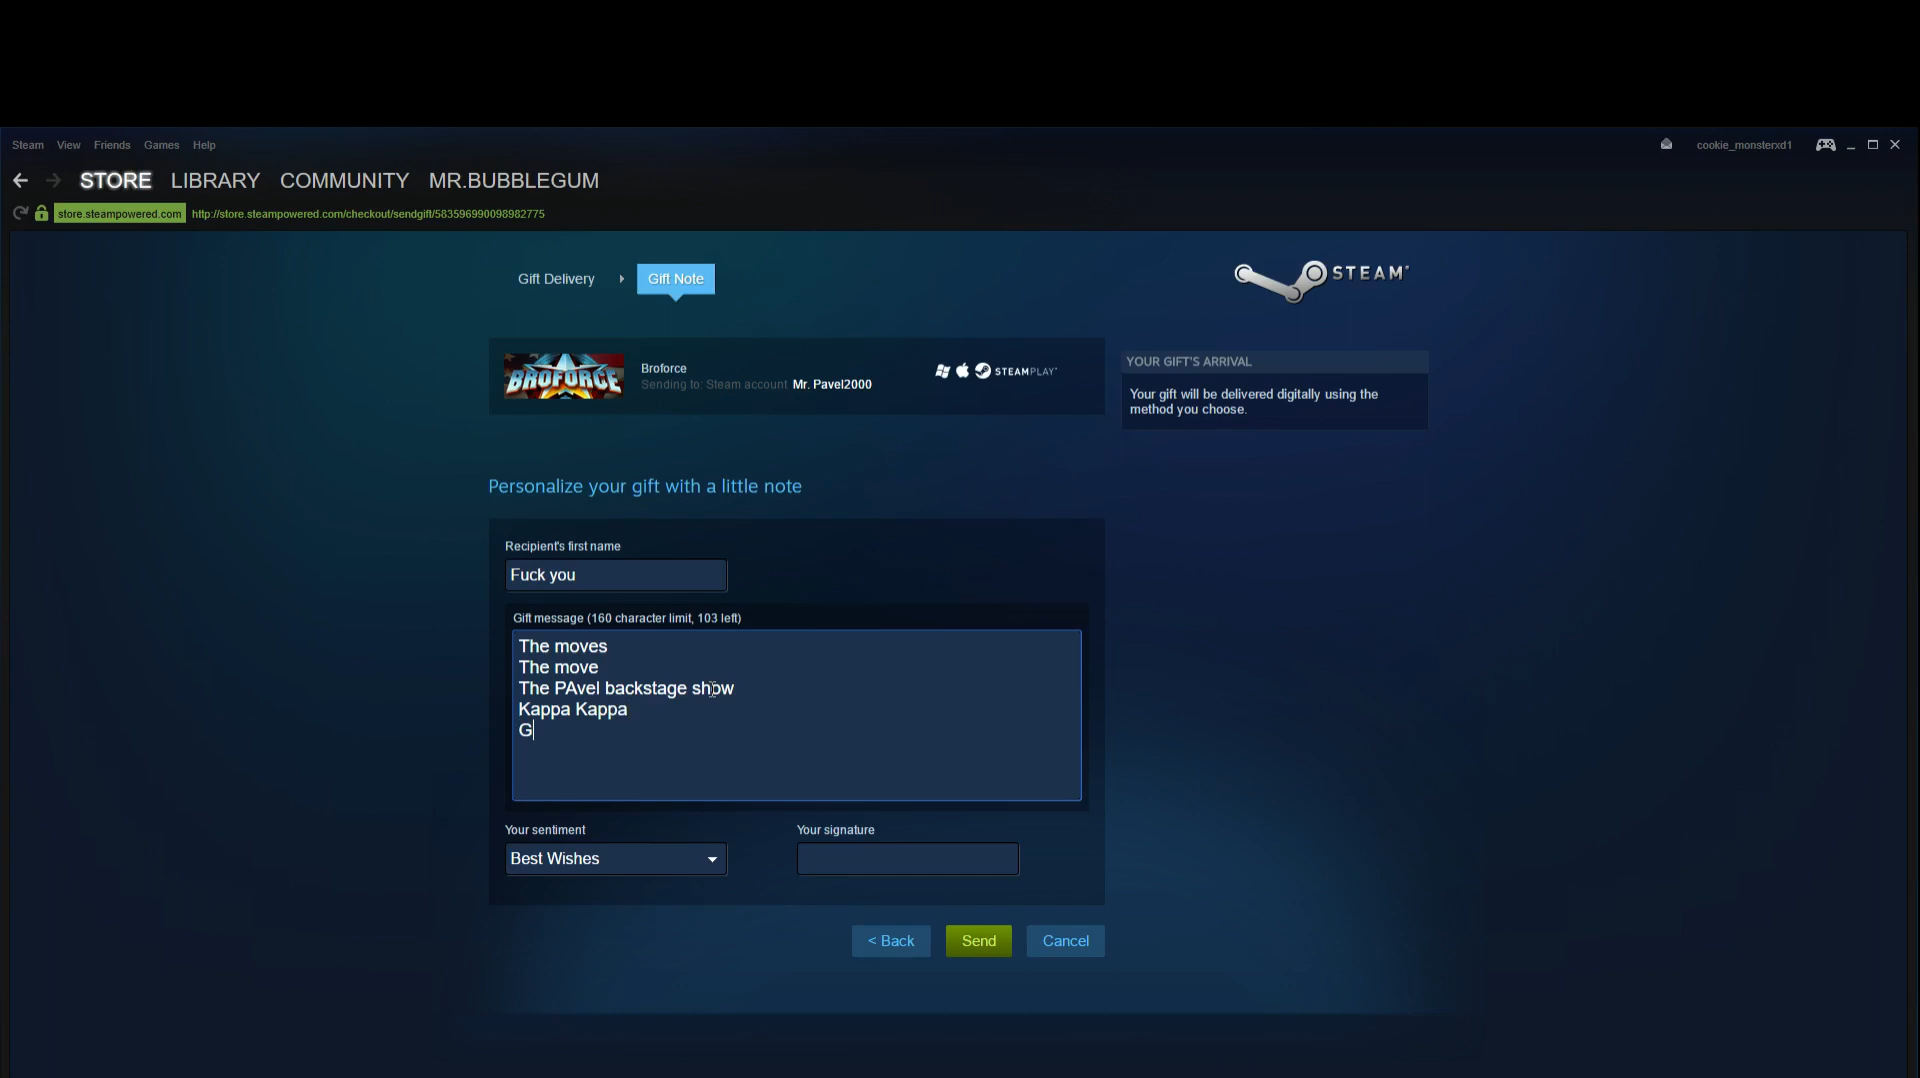 Steam View Friends Games Help
cookie_monsterxd1
STORE LIBRARY COMMUNITY MR.BUBBLEGUM
store.steampowered.com http://store.steampowered.com/checkout/sendgift/583596990098982775
Gift Delivery Gift Note
STEAM
BROFORCE
Broforce
Sending to: Steam account Mr. Pavel2000
STEAMPLAY
YOUR GIFT'S ARRIVAL
Your gift will be delivered digitally using the
method you choose.
Personalize your gift with a little note
Recipient's first name
Fuck you
Gift message (160 character limit, 103 left)
The moves
The move
The PAvel backstage show
Kappa Kappa
G
Your sentiment
Your signature
Best Wishes
< Back
Send
Cancel